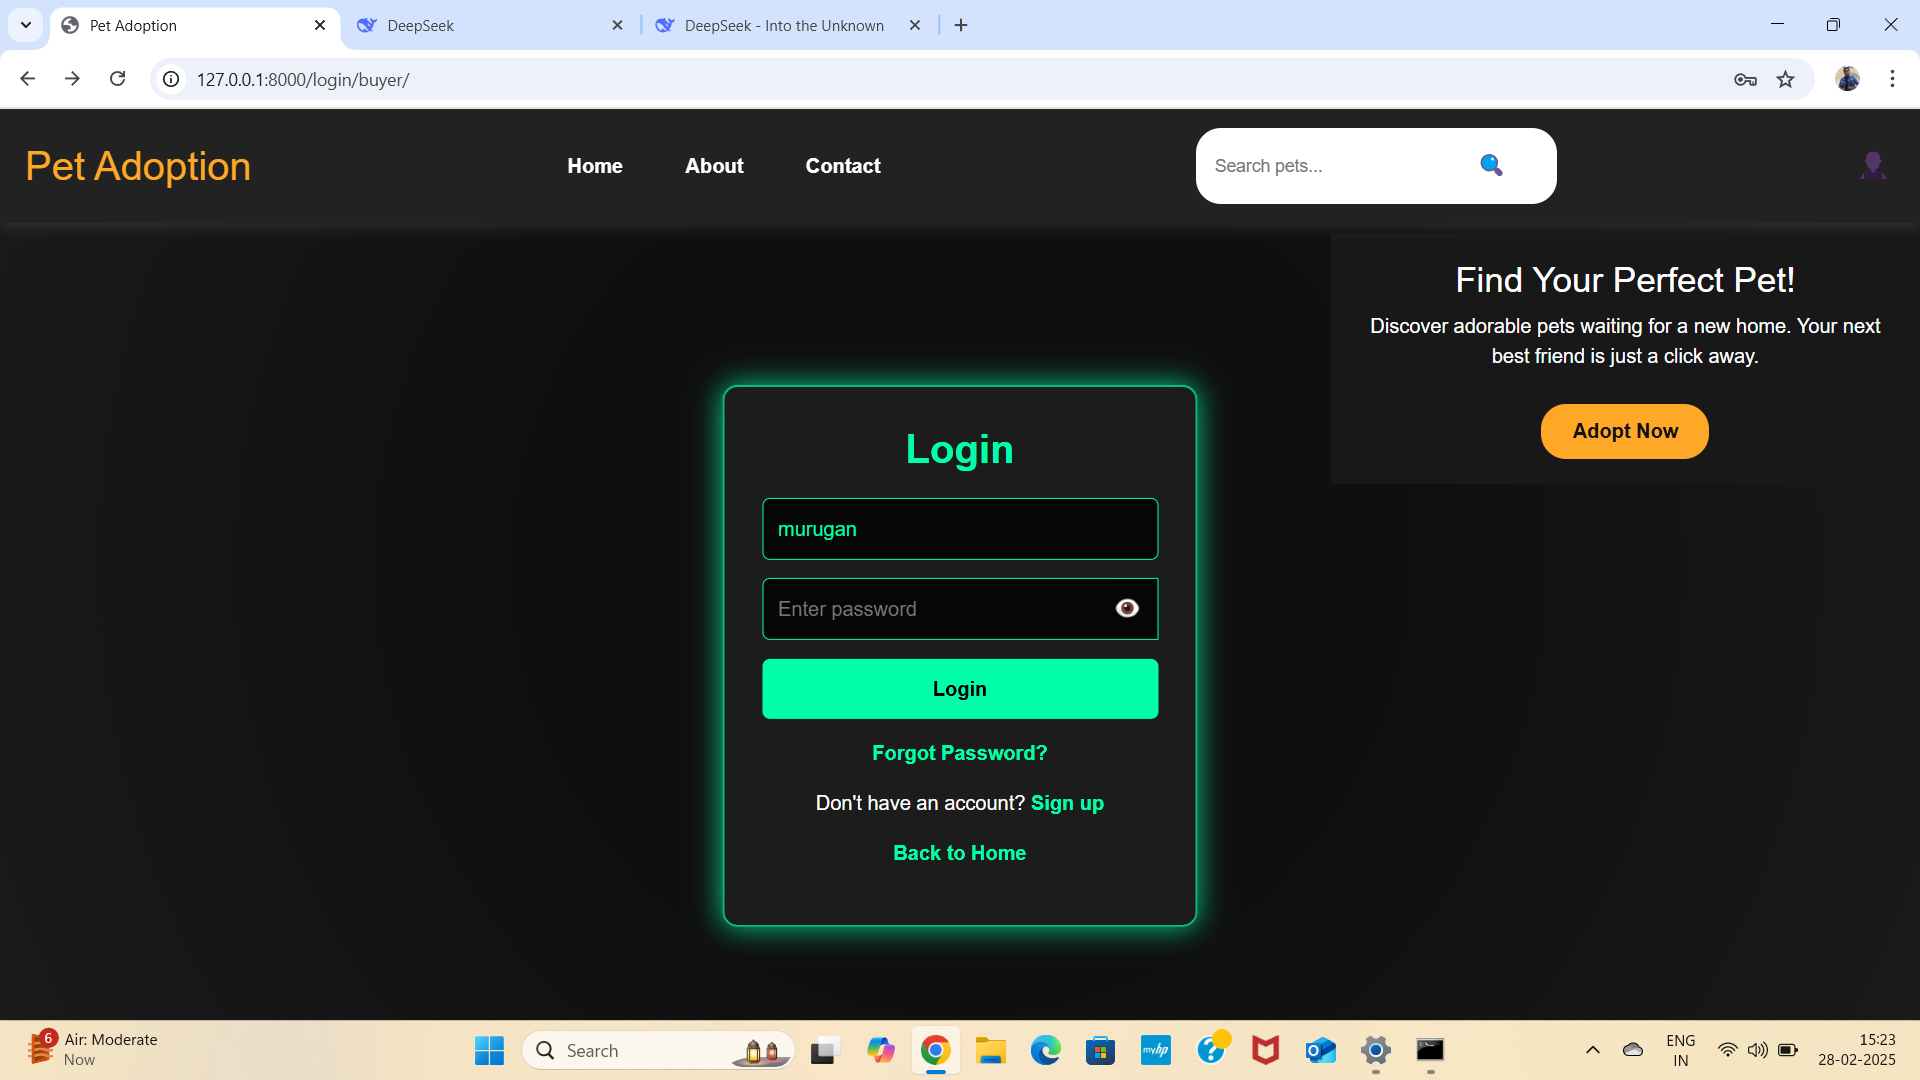 Pet Adoption
DeepSeek
DeepSeek - Into the Unknown
127.0.0.1:8000/login/buyer/
Pet Adoption
Home
About
Contact
Search pets...
Find Your Perfect Pet!
Discover adorable pets waiting for a new home. Your next
best friend is just a click away.
Adopt Now
Login
murugan
Enter password
Login
Forgot Password?
Don't have an account? Sign up
Back to Home
6
Air: Moderate
Now
Search
myhp
ENG
IN
15:23
28-02-2025